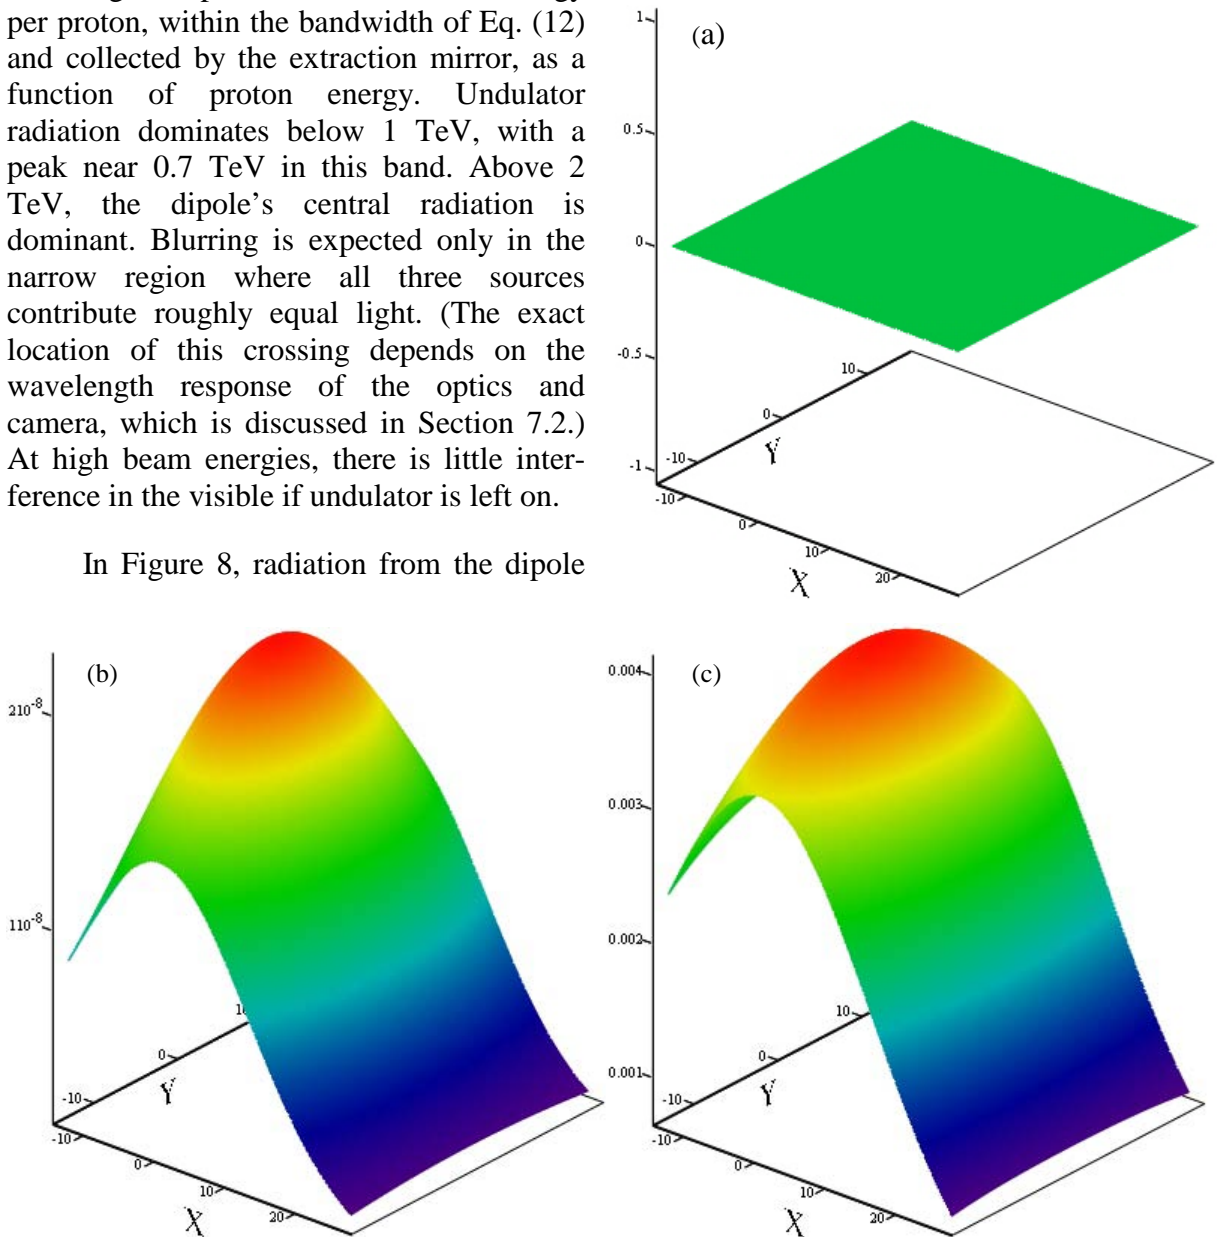 per proton, within the bandwidth of Eq. (12)
and collected by the extraction mirror, as a
function of proton energy. Undulator
radiation dominates below 1 TeV, with a
peak near 0.7 TeV in this band. Above 2
TeV, the dipole’s central radiation is
dominant. Blurring is expected only in the
narrow region where all three sources
contribute roughly equal light. (The exact
location of this crossing depends on the
wavelength response of the optics and
camera, which is discussed in Section 7.2.)
At high beam energies, there is little inter-
ference in the visible if undulator is left on.
In Figure 8, radiation from the dipole
(a)
1
0.5
0
-0.5
-1
10
0
-10
Y
-10
0
10
20
X
(b)
210-8
110-8
0
-10
Y
-10
0
10
20
X
(c)
0.004
0.003
0.002
0.001
10
0
-10
Y
-10
0
10
20
X